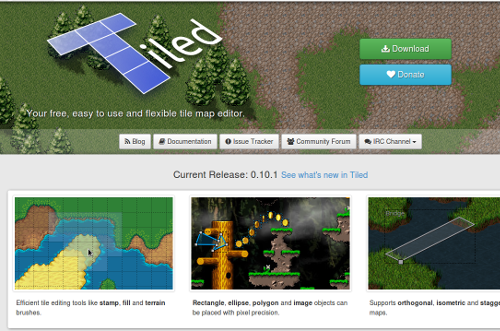 Tiled
Download
Donate
Your free, easy to use and flexible tile map editor.
Blog
Documentation
Issue Tracker
Community Forum
IRC Channel
Current Release: 0.10.1 See what's new in Tiled
Efficient tile editing tools like stamp, fill and terrain
brushes.
Rectangle, ellipse, polygon and image objects can
be placed with pixel precision.
Supports orthogonal, isometric and stagg
maps.